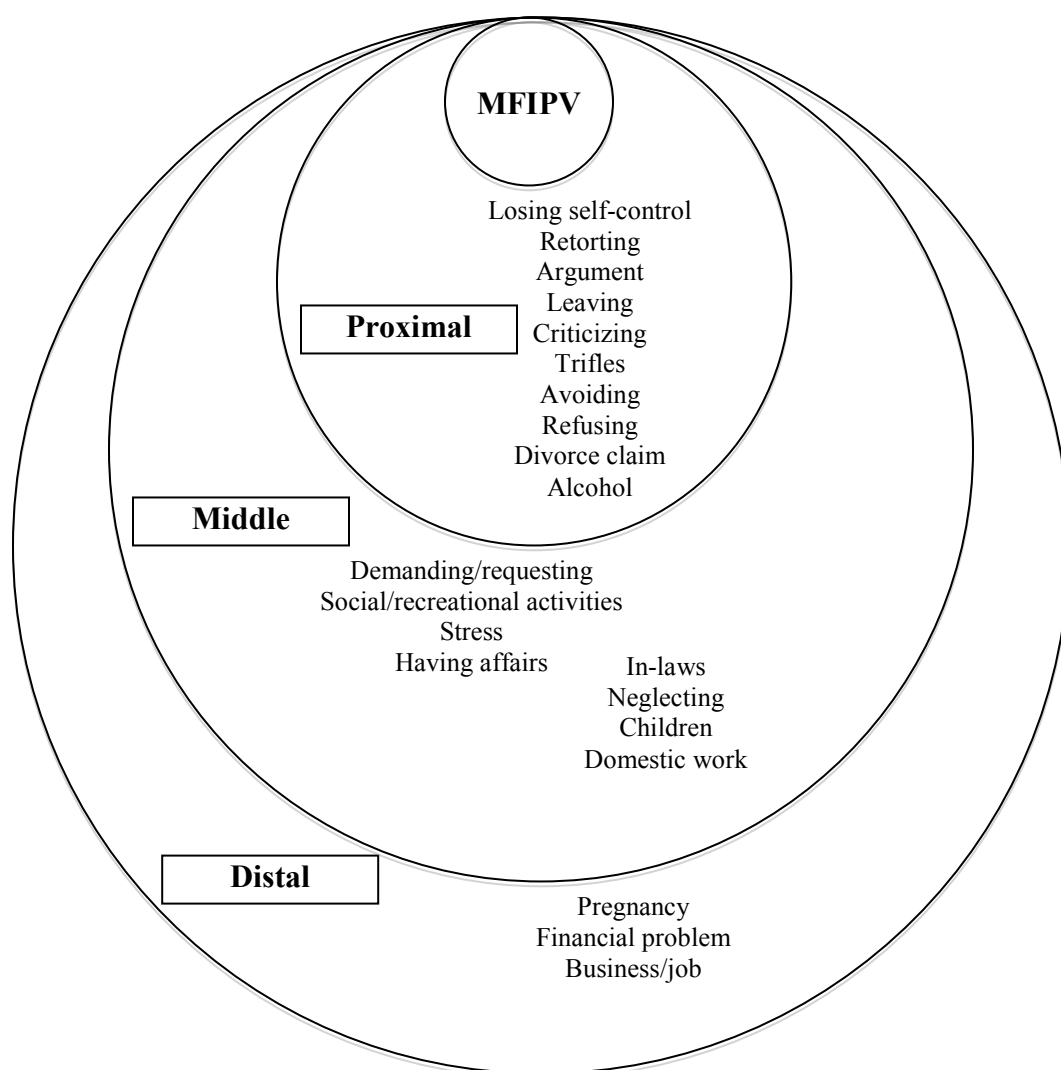 MFIPV
Losing self-control
Retorting
Argument
Leaving
Proximal
Criticizing
Trifles
Avoiding
Refusing
Divorce claim
Alcohol
Middle
Demanding/requesting
Social/recreational activities
Stress
Having affairs
In-laws
Neglecting
Children
Domestic work
Distal
Pregnancy
Financial problem
Business/job